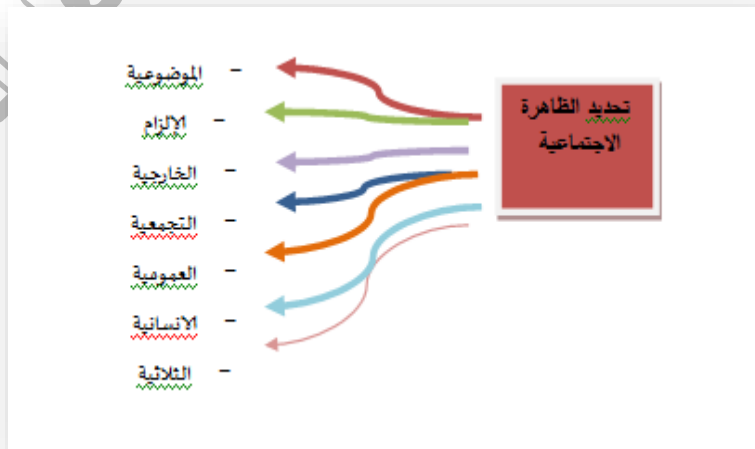 تحديد الظاهرة
الاجتماعية
- الموضوعية
- الإلزام
- الخارجية
- التجمعية
- العمومية
- الانسانية
- الثلاثية